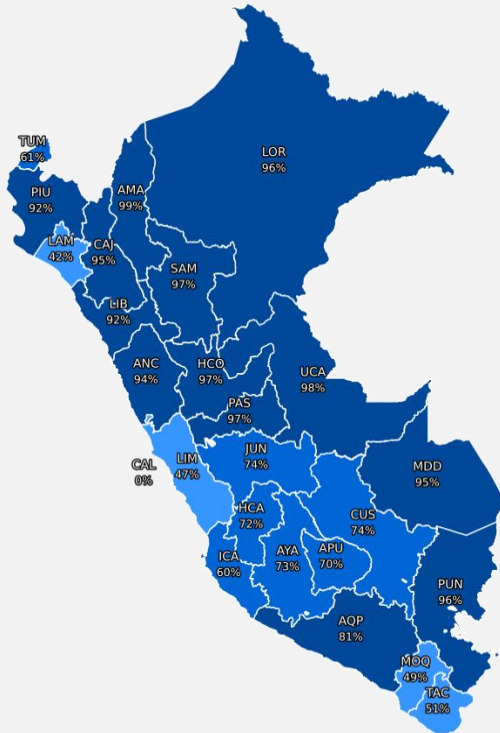 TUM
61%
LOR
96%
PIU
92%
AMA
99%
LAM
42%
CAJ
95%
SAM
97%
LIB
92%
ANC
94%
HCO
97%
UCA
98%
PAS
97%
CAL
0%
LIM
47%
JUN
74%
MDD
95%
HCA
72%
CUS
74%
ICA
60%
AYA
73%
APU
70%
PUN
96%
AQP
81%
MOQ
49%
TAC
51%